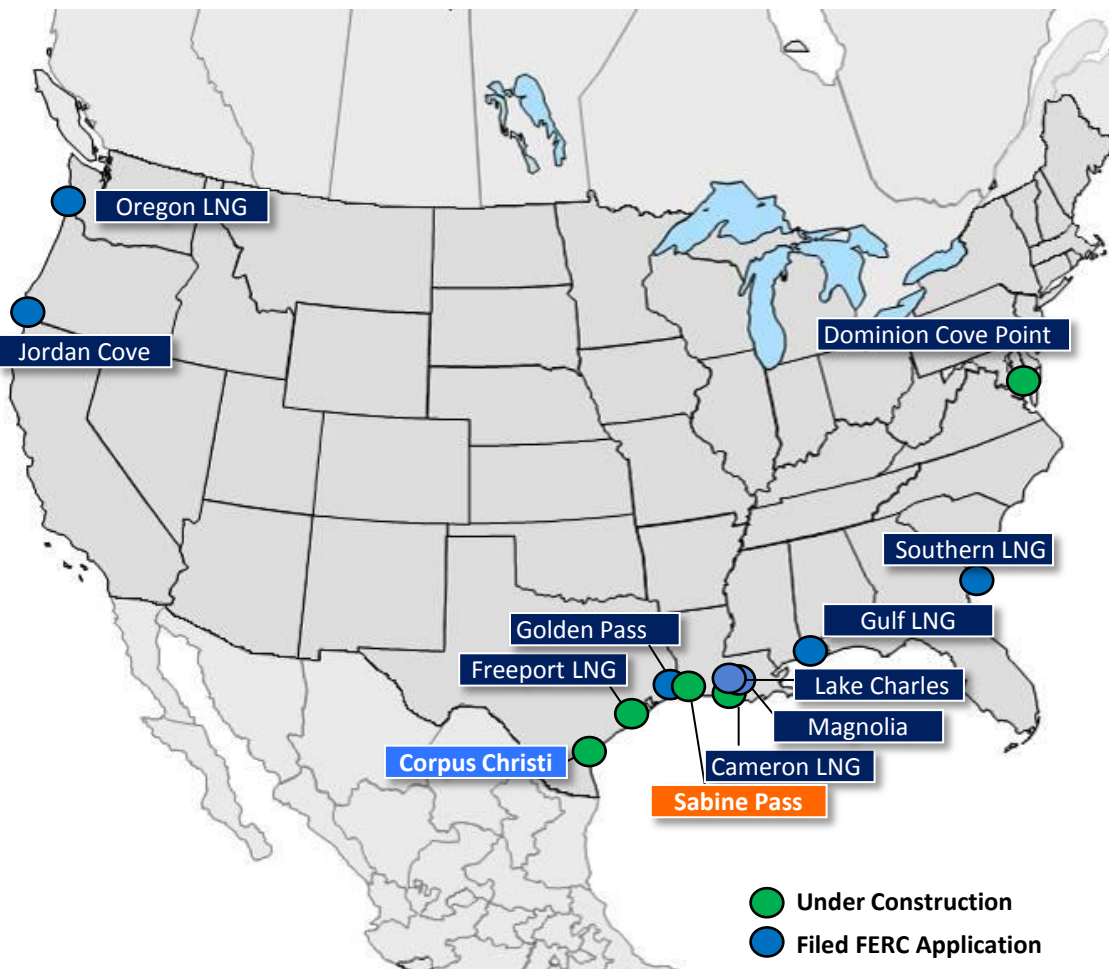 Oregon LNG
Jordan Cove
Dominion Cove Point
Southern LNG
Gulf LNG
Golden Pass
Freeport LNG
Lake Charles
Magnolia
Corpus Christi
Cameron LNG
Sabine Pass
Under Construction
Filed FERC Application